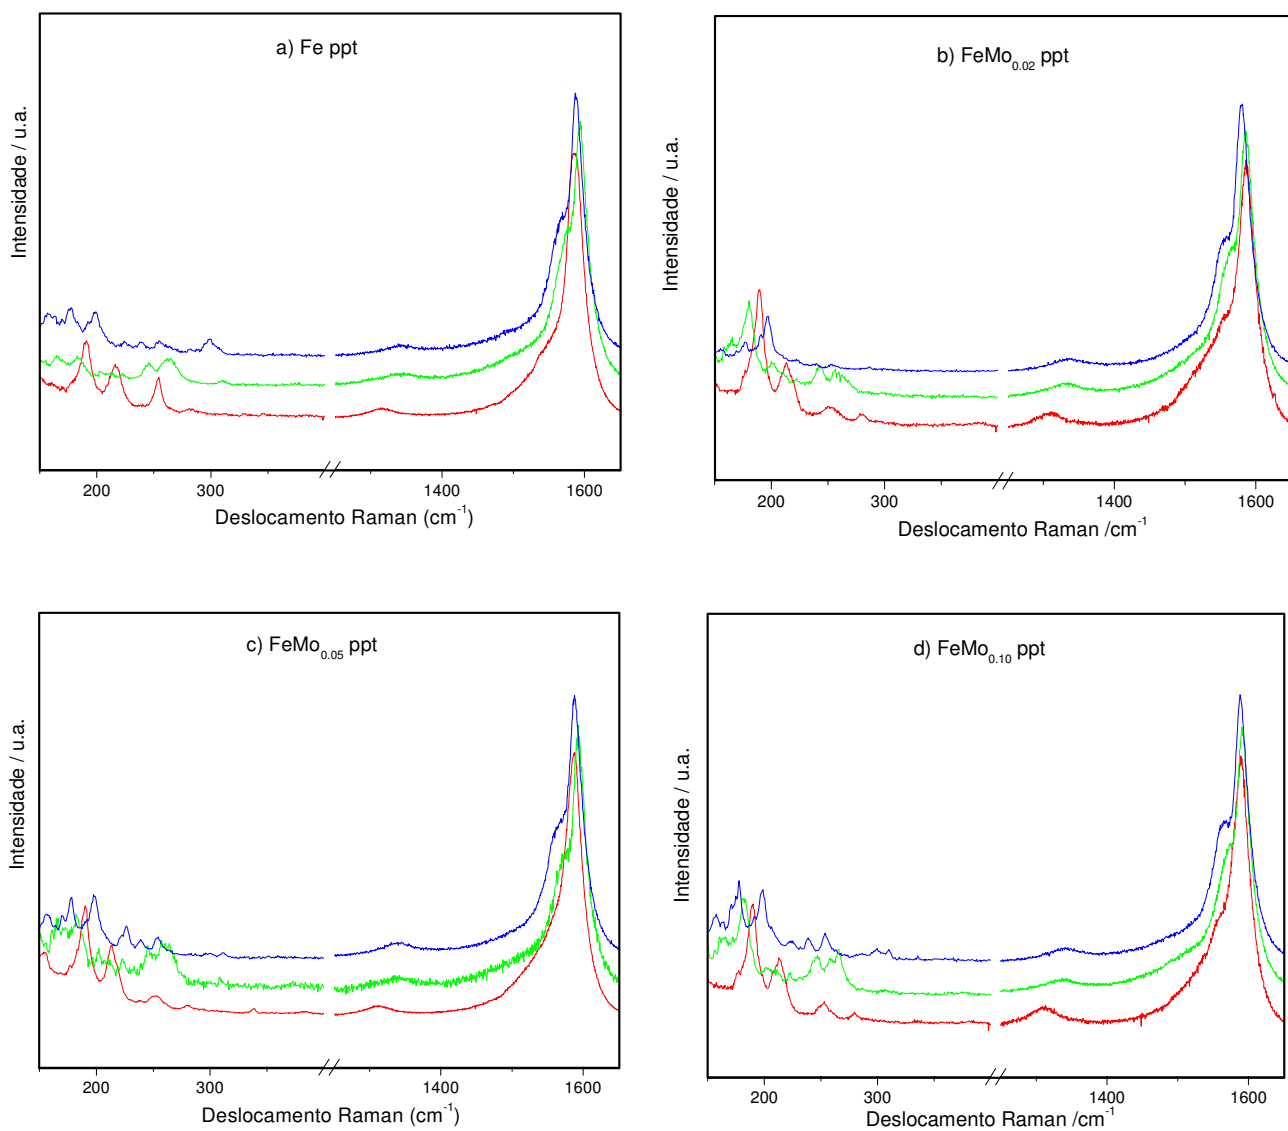 a) Fe ppt
Intensidade / u.a.
200 300 1400 1600
Deslocamento Raman (cm⁻¹)
b) FeMo₀.₀₂ ppt
Intensidade / u.a.
200 300 1400 1600
Deslocamento Raman /cm⁻¹
c) FeMo₀.₀₅ ppt
Intensidade / u.a.
200 300 1400 1600
Deslocamento Raman (cm⁻¹)
d) FeMo₀.₁₀ ppt
Intensidade / u.a.
200 300 1400 1600
Deslocamento Raman /cm⁻¹